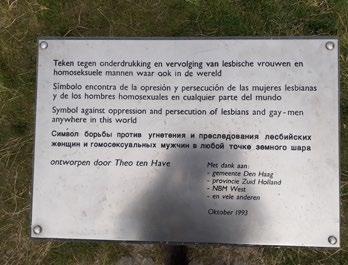 Teken tegen onderdrukking en vervolging van lesbische vrouwen en
homoseksuele mannen waar ook in de wereld
Símbolo encontra de la opresión y persecución de las mujeres lesbianas
y de los hombres homosexuales en cualquier parte del mundo
Symbol against oppression and persecution of lesbians and gay-men
anywhere in this world
Символ борьбы против угнетения и преследования лесбийских
женщин и гомосексуальных мужчин в любой точке земного шара
ontworpen door Theo ten Have
Met dank aan:
- gemeente Den Haag
- provincie Zuid Holland
- NBM West
- en vele anderen
Oktober 1993